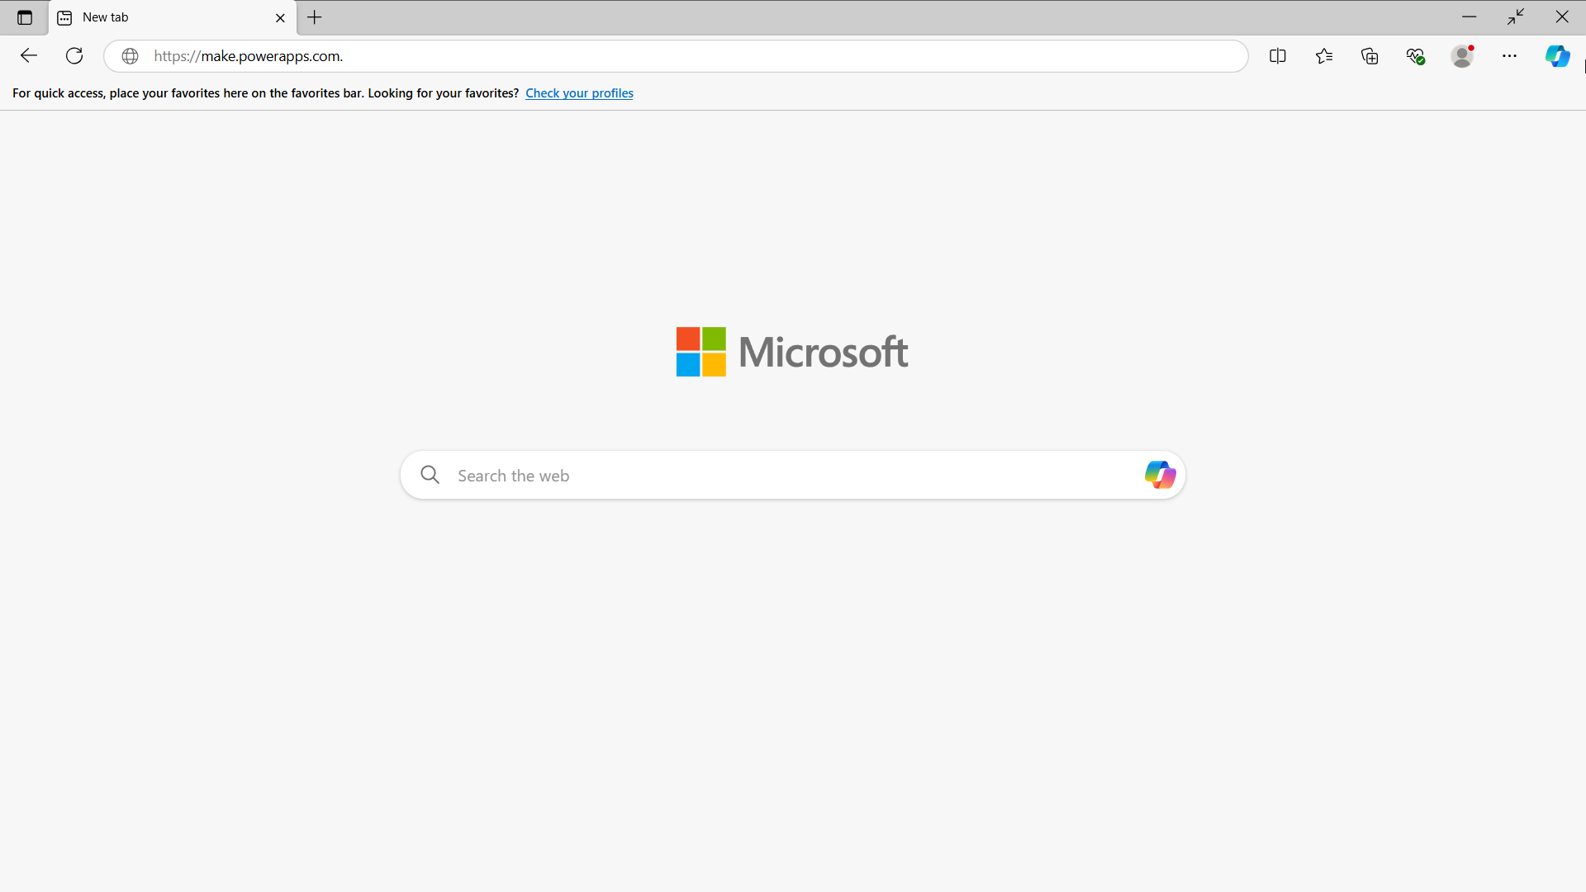 New tab
https://make.powerapps.com.
For quick access, place your favorites here on the favorites bar. Looking for your favorites? Check your profiles
Microsoft
Search the web